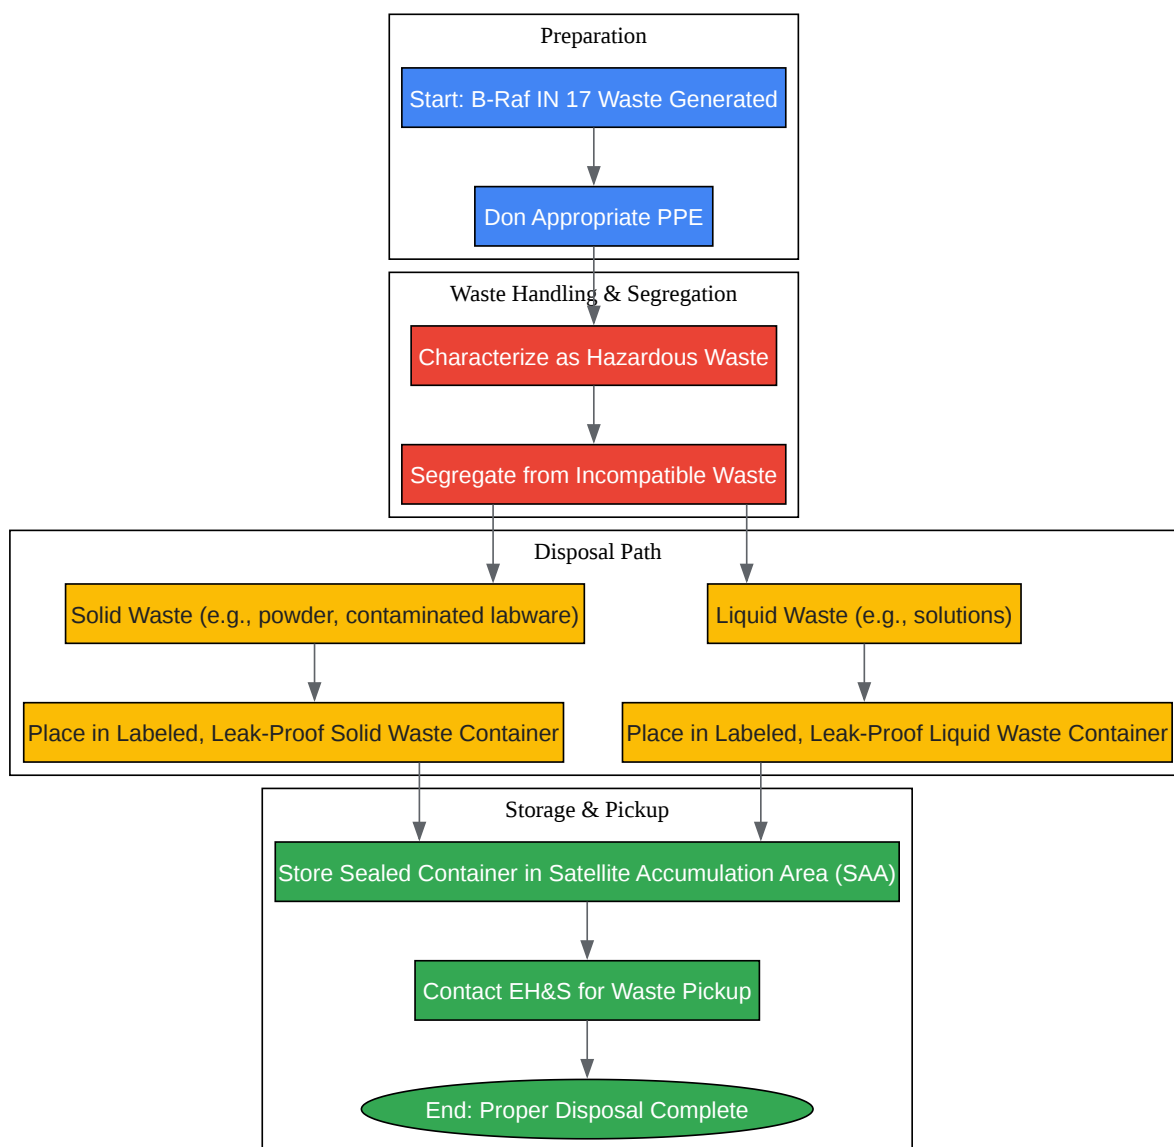 Preparation
Start: B-Raf IN 17 Waste Generated
Don Appropriate PPE
Waste Handling & Segregation
Characterize as Hazardous Waste
Segregate from Incompatible Waste
Disposal Path
Solid Waste (e.g., powder, contaminated labware)
Liquid Waste (e.g., solutions)
Place in Labeled, Leak-Proof Solid Waste Container
Place in Labeled, Leak-Proof Liquid Waste Container
Storage & Pickup
Store Sealed Container in Satellite Accumulation Area (SAA)
Contact EH&S for Waste Pickup
End: Proper Disposal Complete